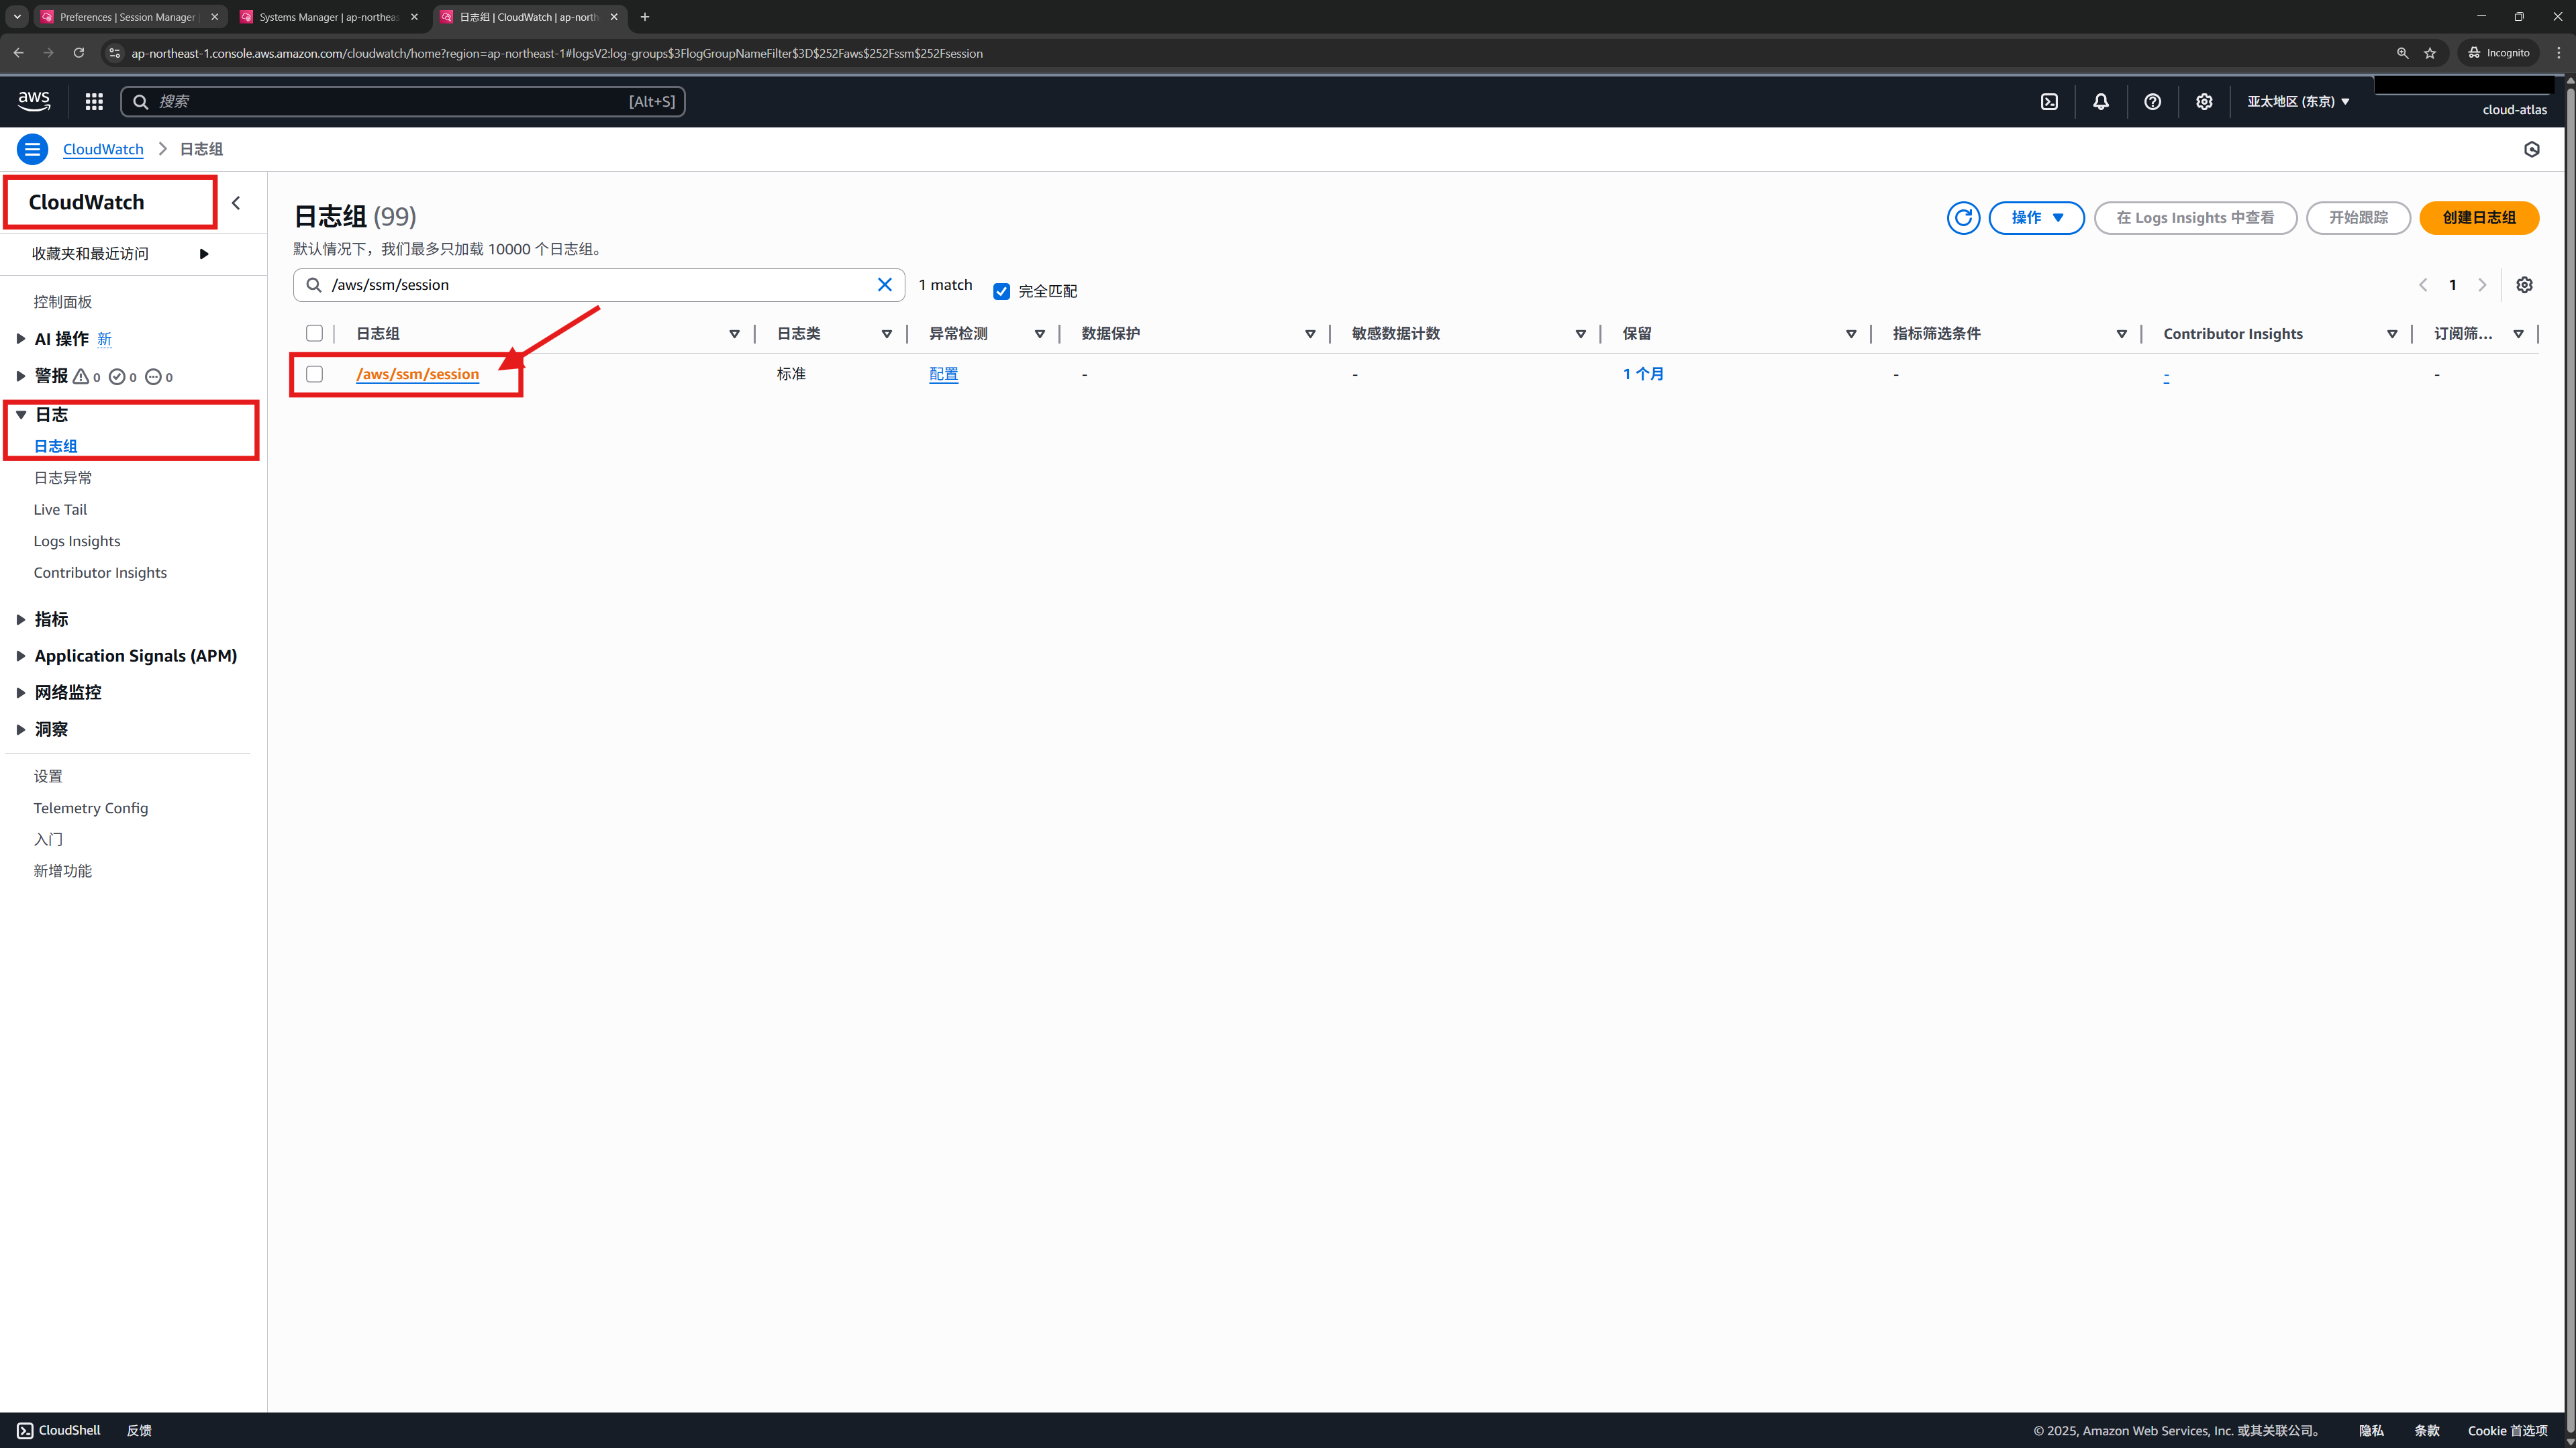 Preferences | Session Manager
Systems Manager | ap-northeas
日志组 | CloudWatch | ap-north
ap-northeast-1.console.aws.amazon.com/cloudwatch/home?region=ap-northeast-1#logsV2:log-groups$3FlogGroupNameFilter$3D$252Faws$252Fssm$252Fsession
Incognito
aws
搜索
[Alt+S]
亚太地区 (东京)
cloud-atlas
CloudWatch
日志组
CloudWatch
收藏夹和最近访问
控制面板
AI 操作 新
警报 0 0 0
日志
日志组
日志异常
Live Tail
Logs Insights
Contributor Insights
指标
Application Signals (APM)
网络监控
洞察
设置
Telemetry Config
入门
新增功能
日志组 (99)
默认情况下，我们最多只加载 10000 个日志组。
操作
在 Logs Insights 中查看
开始跟踪
创建日志组
/aws/ssm/session
1 match
完全匹配
1
日志组 日志类 异常检测 数据保护 敏感数据计数 保留 指标筛选条件 Contributor Insights 订阅筛...
/aws/ssm/session 标准 配置 - - 1 个月 - - -
CloudShell
反馈
© 2025, Amazon Web Services, Inc. 或其关联公司。
隐私
条款
Cookie 首选项